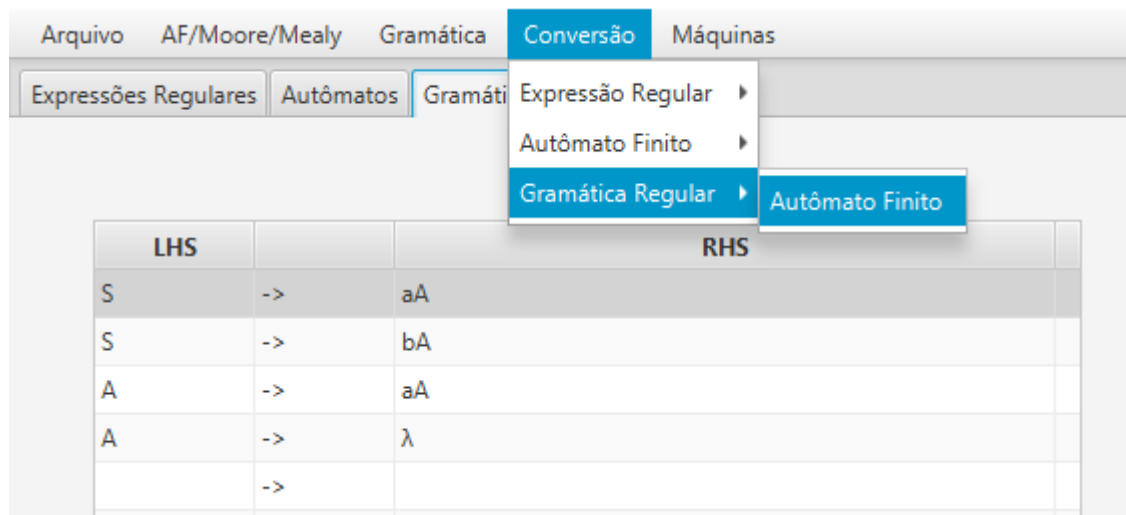 Arquivo AF/Moore/Mealy Gramática Conversão Máquinas
Expressões Regulares Autômatos Gramáti
Expressão Regular
Autômato Finito
Gramática Regular
Autômato Finito
LHS RHS
S -> aA
S -> bA
A -> aA
A -> λ
->